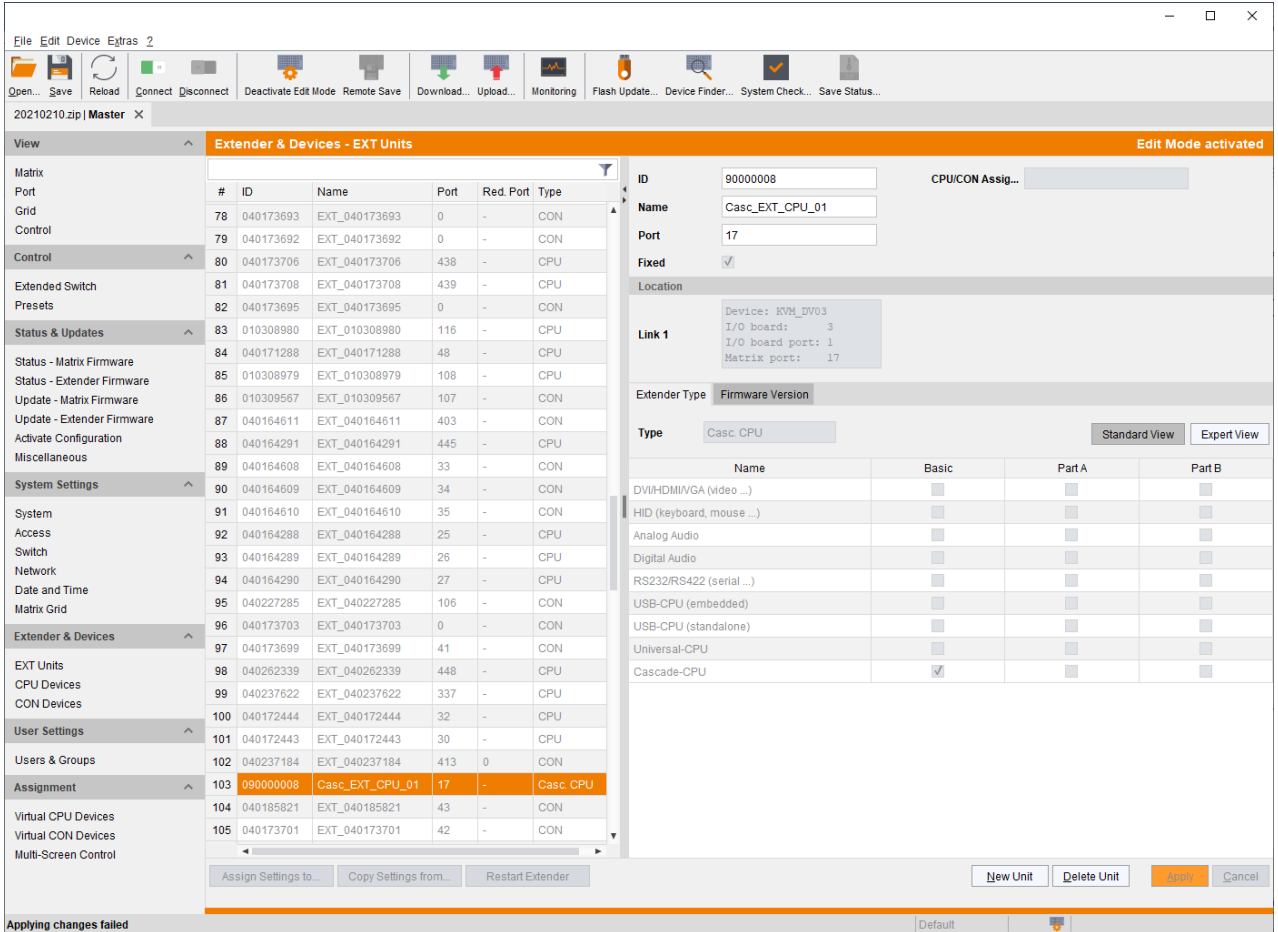 File Edit Device Extras ?
Open... Save Reload Connect Disconnect Deactivate Edit Mode Remote Save Download... Upload... Monitoring Flash Update... Device Finder... System Check... Save Status...
20210210.zip| Master
View
Matrix
Port
Grid
Control
Control
Extended Switch
Presets
Status & Updates
Status - Matrix Firmware
Status - Extender Firmware
Update - Matrix Firmware
Update - Extender Firmware
Activate Configuration
Miscellaneous
System Settings
System
Access
Switch
Network
Date and Time
Matrix Grid
Extender & Devices
EXT Units
CPU Devices
CON Devices
User Settings
Users & Groups
Assignment
Virtual CPU Devices
Virtual CON Devices
Multi-Screen Control
Extender & Devices - EXT Units Edit Mode activated
# ID Name Port Red. Port Type
78 040173693 EXT_040173693 0 - CON
79 040173692 EXT_040173692 0 - CON
80 040173706 EXT_040173706 438 - CPU
81 040173708 EXT_040173708 439 - CPU
82 040173695 EXT_040173695 0 - CON
83 010308980 EXT_010308980 116 - CPU
84 040171288 EXT_040171288 48 - CPU
85 010308979 EXT_010308979 108 - CPU
86 010309567 EXT_010309567 107 - CON
87 040164611 EXT_040164611 403 - CON
88 040164291 EXT_040164291 445 - CPU
89 040164608 EXT_040164608 33 - CON
90 040164609 EXT_040164609 34 - CON
91 040164610 EXT_040164610 35 - CON
92 040164288 EXT_040164288 25 - CPU
93 040164289 EXT_040164289 26 - CPU
94 040164290 EXT_040164290 27 - CPU
95 040227285 EXT_040227285 106 - CON
96 040173703 EXT_040173703 0 - CON
97 040173699 EXT_040173699 41 - CON
98 040262339 EXT_040262339 448 - CPU
99 040237622 EXT_040237622 337 - CPU
100 040172444 EXT_040172444 32 - CPU
101 040172443 EXT_040172443 30 - CPU
102 040237184 EXT_040237184 413 0 CON
103 090000008 Casc_EXT_CPU_01 17 - Casc. CPU
104 040185821 EXT_040185821 43 - CON
105 040173701 EXT_040173701 42 - CON
Assign Settings to... Copy Settings from... Restart Extender
ID 90000008 CPU/CON Assig...
Name Casc_EXT_CPU_01
Port 17
Fixed
Location
Link 1
Device: KVM_DV03
I/O board: 3
I/O board port: 1
Matrix port: 17
Extender Type Firmware Version
Type Casc. CPU Standard View Expert View
Name Basic Part A Part B
DVI/HDMI/VGA (video ...)
HID (keyboard, mouse ...)
Analog Audio
Digital Audio
RS232/RS422 (serial ...)
USB-CPU (embedded)
USB-CPU (standalone)
Universal-CPU
Cascade-CPU
New Unit Delete Unit Apply Cancel
Applying changes failed Default